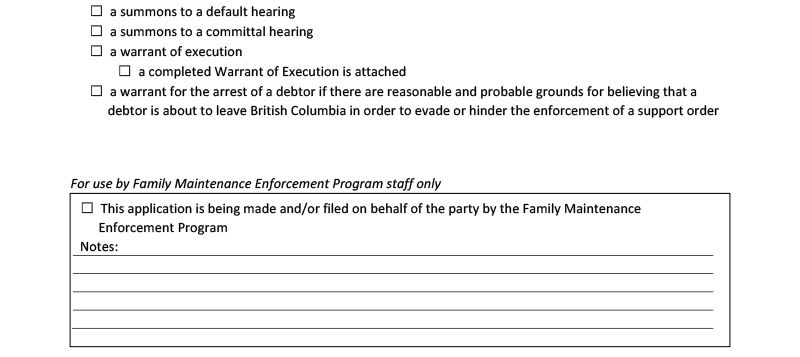 ☐ a summons to a default hearing
☐ a summons to a committal hearing
☐ a warrant of execution
☐ a completed Warrant of Execution is attached
☐ a warrant for the arrest of a debtor if there are reasonable and probable grounds for believing that a
debtor is about to leave British Columbia in order to evade or hinder the enforcement of a support order
For use by Family Maintenance Enforcement Program staff only
☐ This application is being made and/or filed on behalf of the party by the Family Maintenance
Enforcement Program
Notes: